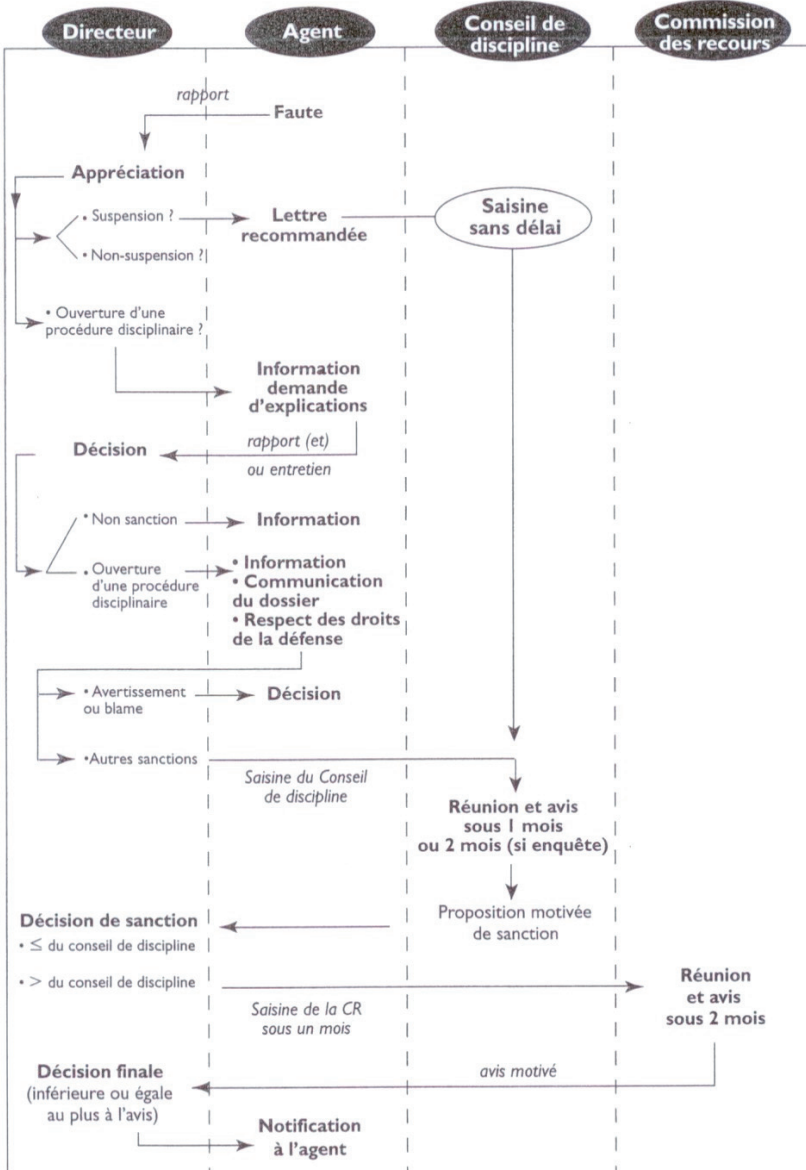 Directeur
Agent
Conseil de
discipline
Commission
des recours
rapport
Faute
Appréciation
• Suspension ?
Lettre
recommandée
Saisine
sans délai
• Non-suspension ?
• Ouverture d'une
procédure disciplinaire ?
Information
demande
d'explications
Décision
rapport (et)
ou entretien
• Non sanction
Information
• Ouverture
d'une procédure
disciplinaire
• Information
• Communication
du dossier
• Respect des droits
de la défense
• Avertissement
ou blame
Décision
•Autres sanctions
Saisine du Conseil
de discipline
Réunion et avis
sous 1 mois
ou 2 mois (si enquête)
Proposition motivée
de sanction
Décision de sanction
• ≤ du conseil de discipline
• > du conseil de discipline
Saisine de la CR
sous un mois
Réunion
et avis
sous 2 mois
Décision finale
(inférieure ou égale
au plus à l'avis)
avis motivé
Notification
à l'agent